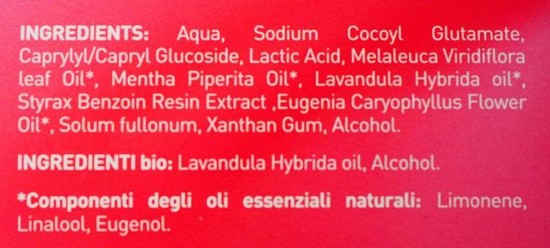 INGREDIENTS: Aqua, Sodium Cocoyl Glutamate,
Caprylyl/Capryl Glucoside, Lactic Acid, Melaleuca Viridiflora
leaf Oil*, Mentha Piperita Oil*, Lavandula Hybrida oil*,
Styrax Benzoin Resin Extract ,Eugenia Caryophyllus Flower
Oil*, Solum fullonum, Xanthan Gum, Alcohol.
INGREDIENTI bio: Lavandula Hybrida oil, Alcohol.
*Componenti degli oli essenziali naturali: Limonene,
Linalool, Eugenol.